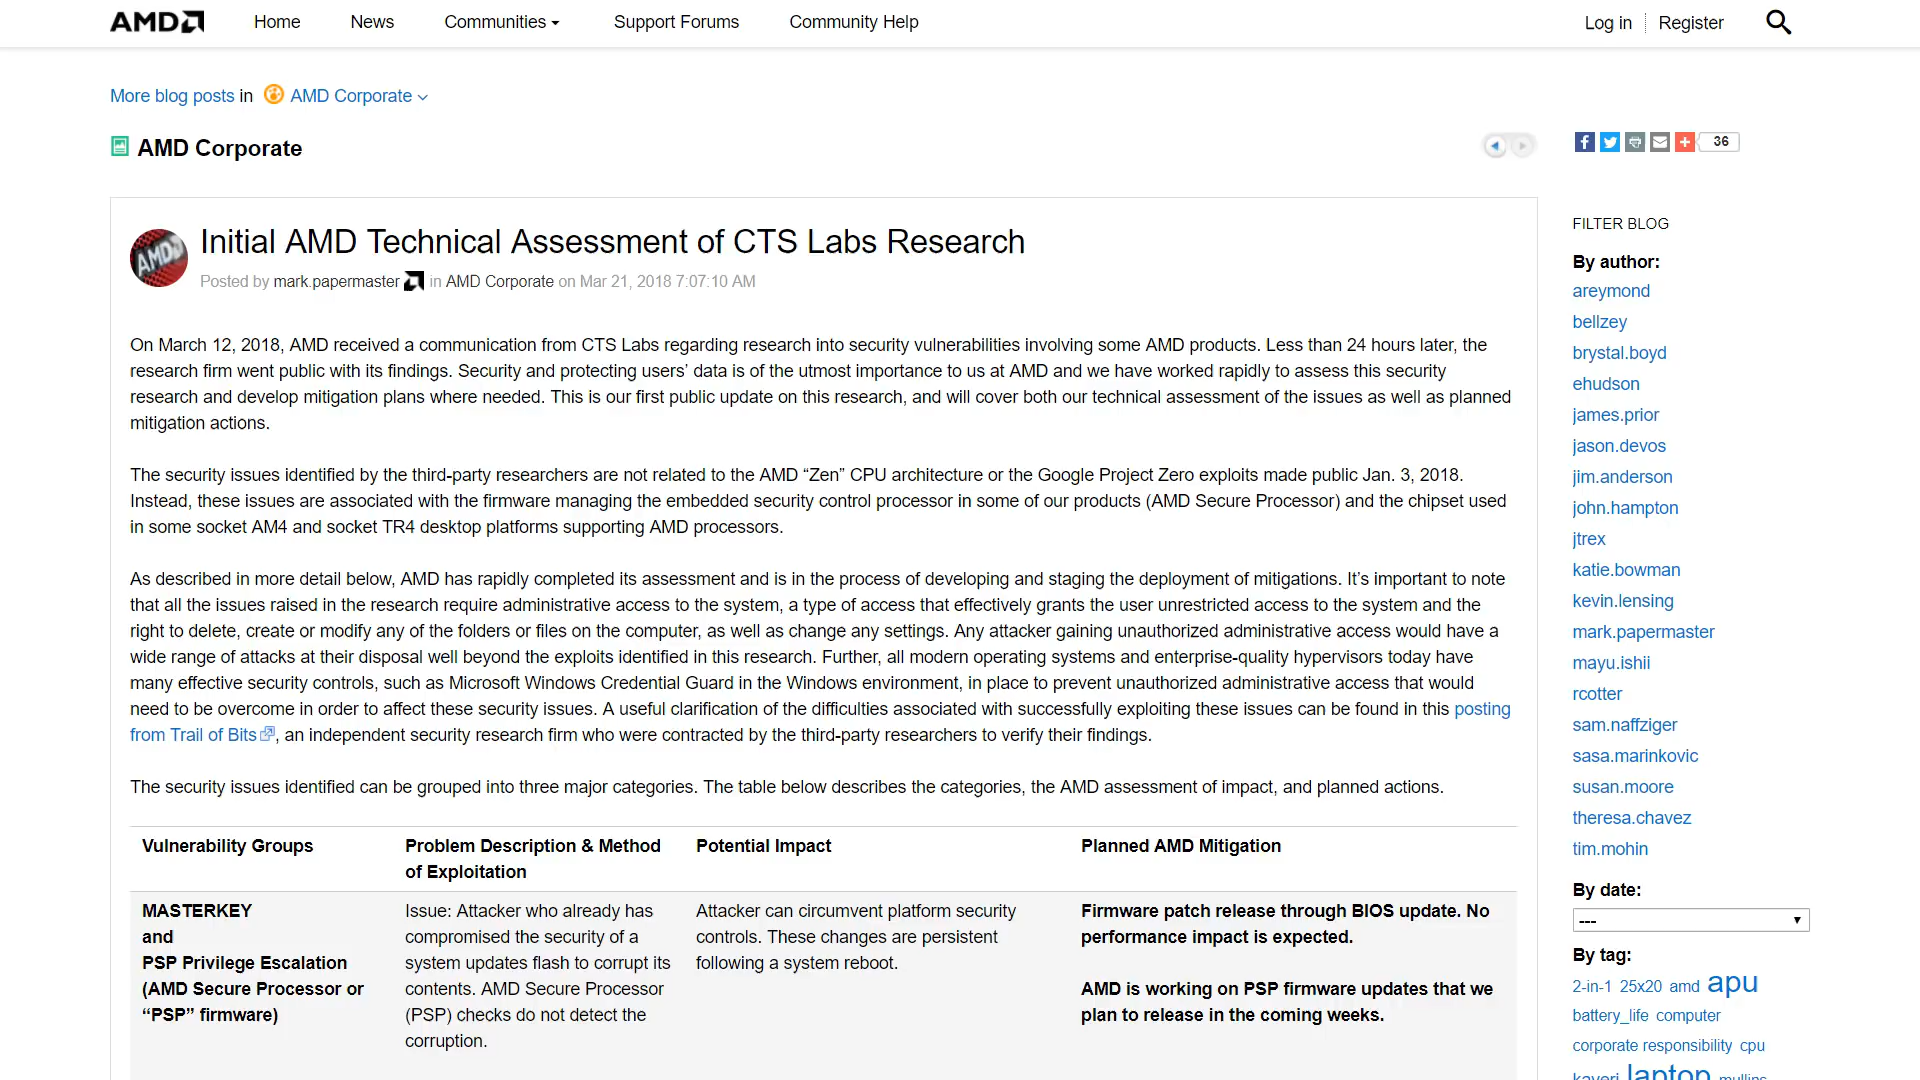 AMD
Home
News
Communities
Support Forums
Community Help
Log in
Register
More blog posts in AMD Corporate
AMD Corporate
36
AMD
Initial AMD Technical Assessment of CTS Labs Research
Posted by mark.papermaster in AMD Corporate on Mar 21, 2018 7:07:10 AM
On March 12, 2018, AMD received a communication from CTS Labs regarding research into security vulnerabilities involving some AMD products. Less than 24 hours later, the
research firm went public with its findings. Security and protecting users’ data is of the utmost importance to us at AMD and we have worked rapidly to assess this security
research and develop mitigation plans where needed. This is our first public update on this research, and will cover both our technical assessment of the issues as well as planned
mitigation actions.
The security issues identified by the third-party researchers are not related to the AMD “Zen” CPU architecture or the Google Project Zero exploits made public Jan. 3, 2018.
Instead, these issues are associated with the firmware managing the embedded security control processor in some of our products (AMD Secure Processor) and the chipset used
in some socket AM4 and socket TR4 desktop platforms supporting AMD processors.
As described in more detail below, AMD has rapidly completed its assessment and is in the process of developing and staging the deployment of mitigations. It’s important to note
that all the issues raised in the research require administrative access to the system, a type of access that effectively grants the user unrestricted access to the system and the
right to delete, create or modify any of the folders or files on the computer, as well as change any settings. Any attacker gaining unauthorized administrative access would have a
wide range of attacks at their disposal well beyond the exploits identified in this research. Further, all modern operating systems and enterprise-quality hypervisors today have
many effective security controls, such as Microsoft Windows Credential Guard in the Windows environment, in place to prevent unauthorized administrative access that would
need to be overcome in order to affect these security issues. A useful clarification of the difficulties associated with successfully exploiting these issues can be found in this posting
from Trail of Bits, an independent security research firm who were contracted by the third-party researchers to verify their findings.
The security issues identified can be grouped into three major categories. The table below describes the categories, the AMD assessment of impact, and planned actions.
Vulnerability Groups
Problem Description & Method
of Exploitation
Potential Impact
Planned AMD Mitigation
MASTERKEY
and
PSP Privilege Escalation
(AMD Secure Processor or
“PSP” firmware)
Issue: Attacker who already has
compromised the security of a
system updates flash to corrupt its
contents. AMD Secure Processor
(PSP) checks do not detect the
corruption.
Attacker can circumvent platform security
controls. These changes are persistent
following a system reboot.
Firmware patch release through BIOS update. No
performance impact is expected.
AMD is working on PSP firmware updates that we
plan to release in the coming weeks.
FILTER BLOG
By author:
areymond
bellzey
brystal.boyd
ehudson
james.prior
jason.devos
jim.anderson
john.hampton
jtrex
katie.bowman
kevin.lensing
mark.papermaster
mayu.ishii
rcotter
sam.naffziger
sasa.marinkovic
susan.moore
theresa.chavez
tim.mohin
By date:
---
By tag:
2-in-1 25x20 amd apu
battery_life computer
corporate responsibility cpu
kaveri laptop mullins